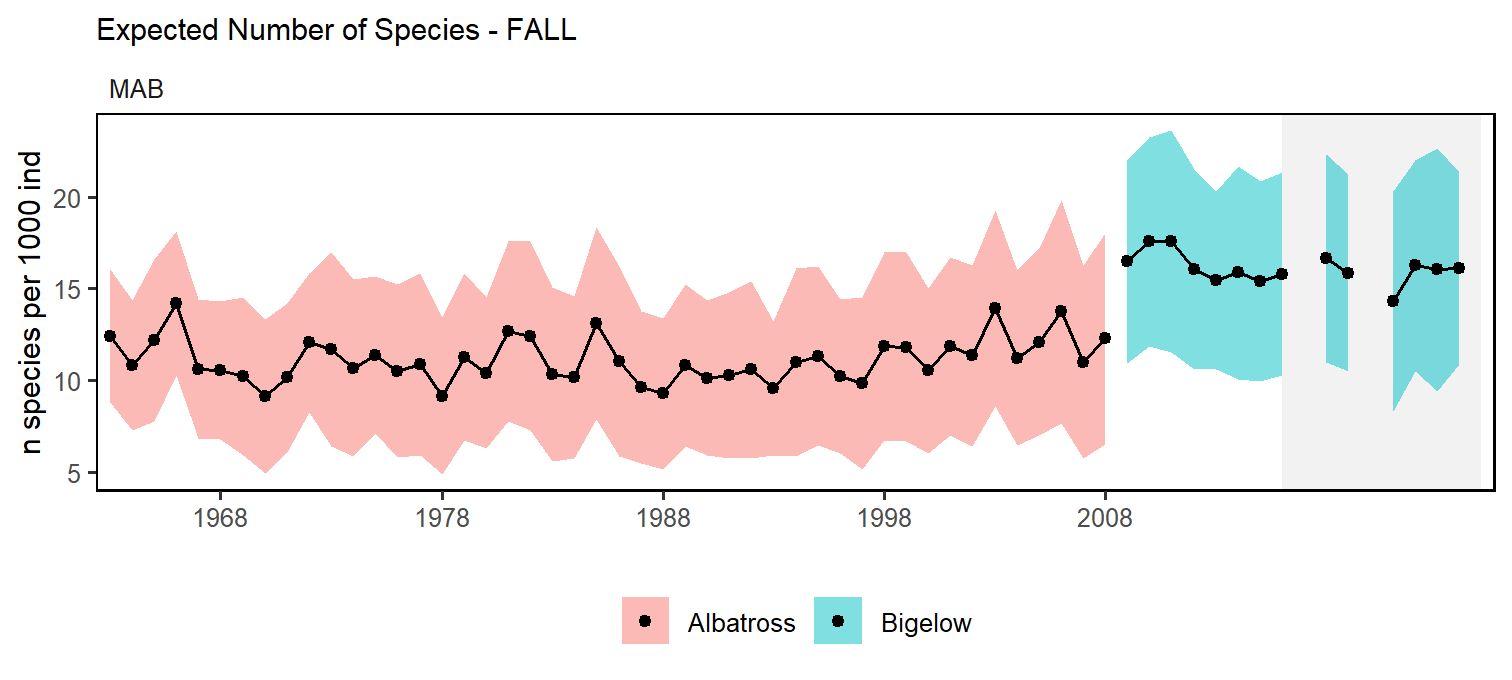 Expected Number of Species - FALL
MAB
n species per 1000 ind
20
15
10
5
1968 1978 1988 1998 2008
Albatross Bigelow